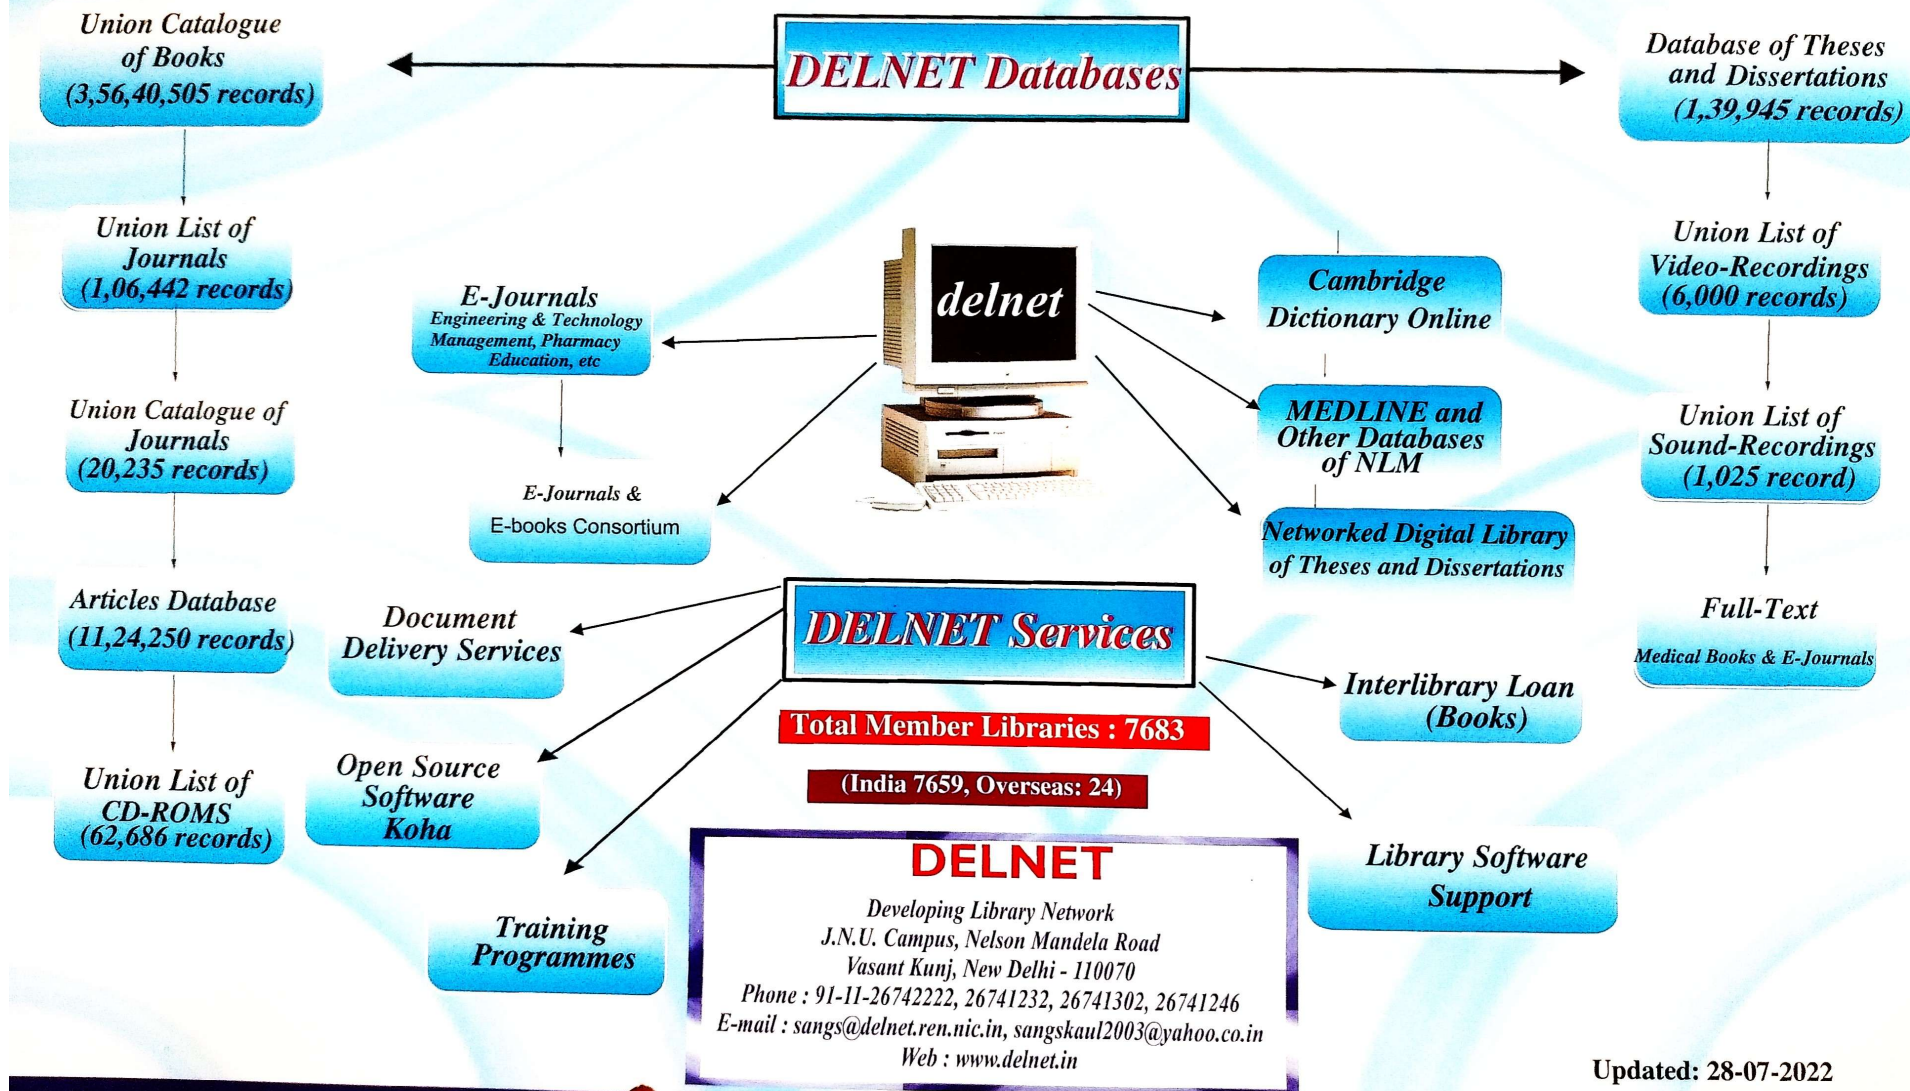 DELNET Databases
Union Catalogue
of Books
(3,56,40,505 records)
Union List of
Journals
(1,06,442 records)
Union Catalogue of
Journals
(20,235 records)
Articles Database
(11,24,250 records)
Union List of
CD-ROMS
(62,686 records)
Database of Theses
and Dissertations
(1,39,945 records)
Union List of
Video-Recordings
(6,000 records)
Union List of
Sound-Recordings
(1,025 record)
Full-Text
Medical Books & E-Journals
delnet
E-Journals
Engineering & Technology
Management, Pharmacy
Education, etc
E-Journals &
E-books Consortium
Cambridge
Dictionary Online
MEDLINE and
Other Databases
of NLM
Networked Digital Library
of Theses and Dissertations
DELNET Services
Document
Delivery Services
Open Source
Software
Koha
Training
Programmes
Interlibrary Loan
(Books)
Library Software
Support
Total Member Libraries : 7683
(India 7659, Overseas: 24)
DELNET
Developing Library Network
J.N.U. Campus, Nelson Mandela Road
Vasant Kunj, New Delhi - 110070
Phone : 91-11-26742222, 26741232, 26741302, 26741246
E-mail : sangs@delnet.ren.nic.in, sangskaul2003@yahoo.co.in
Web : www.delnet.in
Updated: 28-07-2022